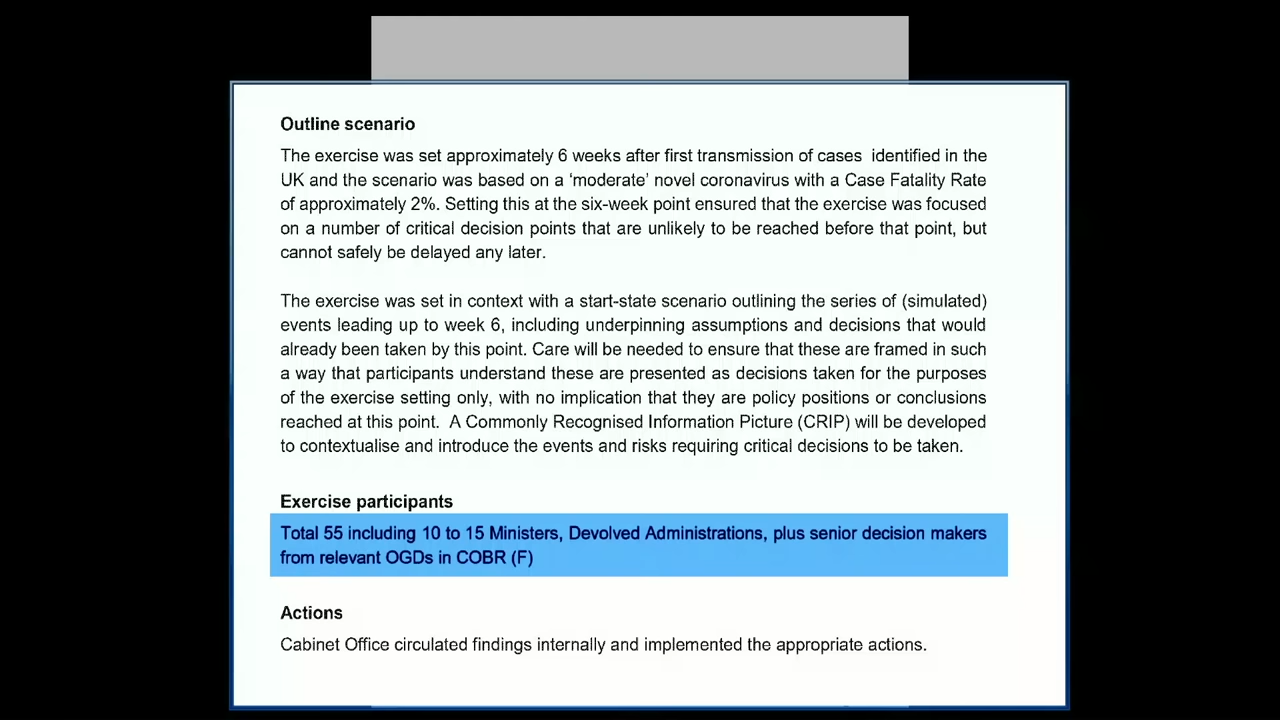 Outline scenario
The exercise was set approximately 6 weeks after first transmission of cases identified in the
UK and the scenario was based on a ‘moderate’ novel coronavirus with a Case Fatality Rate
of approximately 2%. Setting this at the six-week point ensured that the exercise was focused
on a number of critical decision points that are unlikely to be reached before that point, but
cannot safely be delayed any later.
The exercise was set in context with a start-state scenario outlining the series of (simulated)
events leading up to week 6, including underpinning assumptions and decisions that would
already been taken by this point. Care will be needed to ensure that these are framed in such
a way that participants understand these are presented as decisions taken for the purposes
of the exercise setting only, with no implication that they are policy positions or conclusions
reached at this point. A Commonly Recognised Information Picture (CRIP) will be developed
to contextualise and introduce the events and risks requiring critical decisions to be taken.
Exercise participants
Total 55 including 10 to 15 Ministers, Devolved Administrations, plus senior decision makers
from relevant OGDs in COBR (F)
Actions
Cabinet Office circulated findings internally and implemented the appropriate actions.